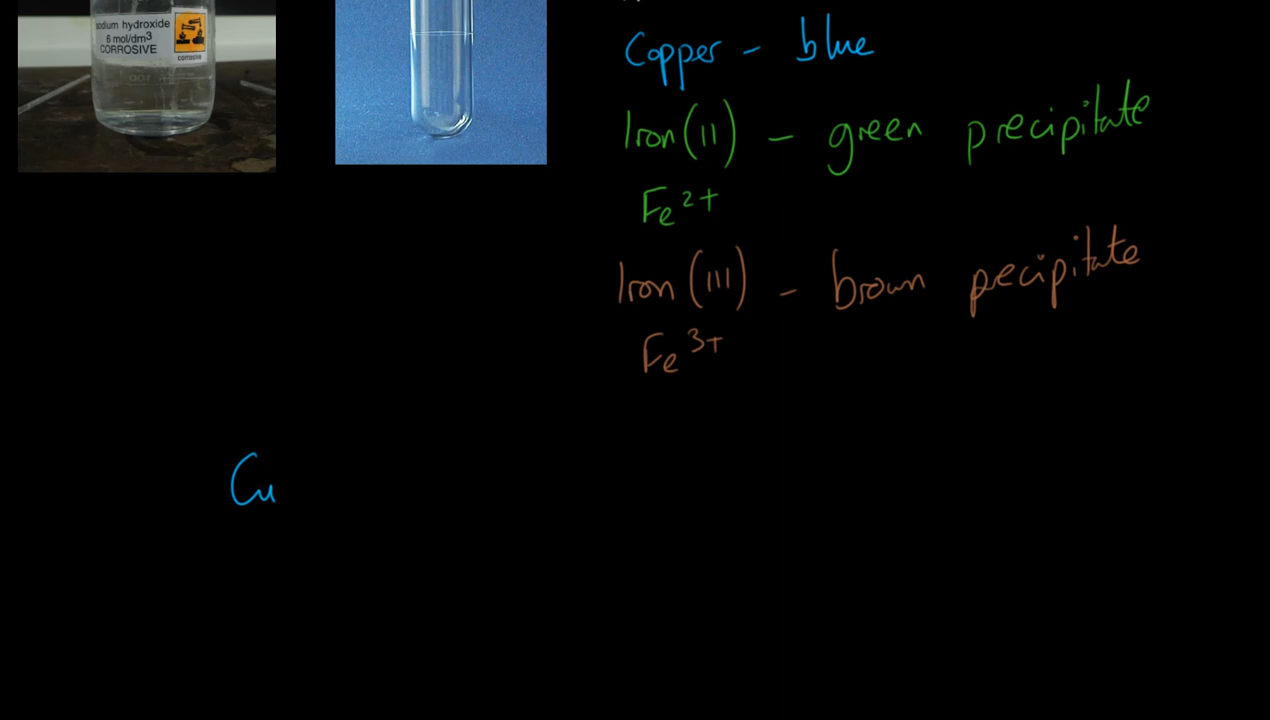 sodium hydroxide
6 mol/dm3
CORROSIVE
corrosive
Copper - blue
Iron(II) - green precipitate
Fe2+
Iron(III) - brown precipitate
Fe3+
Cu